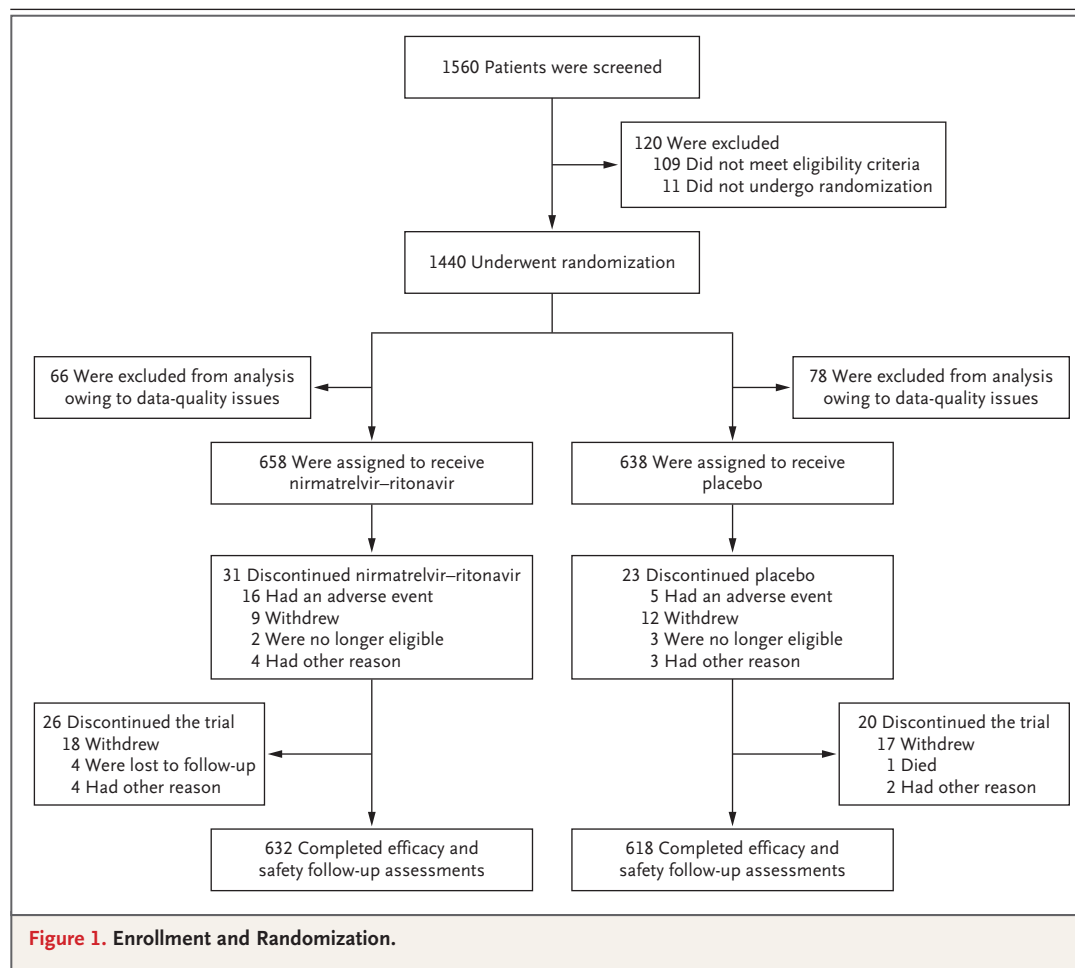 1560 Patients were screened
120 Were excluded
109 Did not meet eligibility criteria
11 Did not undergo randomization
1440 Underwent randomization
66 Were excluded from analysis
owing to data-quality issues
78 Were excluded from analysis
owing to data-quality issues
658 Were assigned to receive
nirmatrelvir–ritonavir
638 Were assigned to receive
placebo
31 Discontinued nirmatrelvir–ritonavir
16 Had an adverse event
9 Withdrew
2 Were no longer eligible
4 Had other reason
23 Discontinued placebo
5 Had an adverse event
12 Withdrew
3 Were no longer eligible
3 Had other reason
26 Discontinued the trial
18 Withdrew
4 Were lost to follow-up
4 Had other reason
20 Discontinued the trial
17 Withdrew
1 Died
2 Had other reason
632 Completed efficacy and
safety follow-up assessments
618 Completed efficacy and
safety follow-up assessments
Figure 1. Enrollment and Randomization.